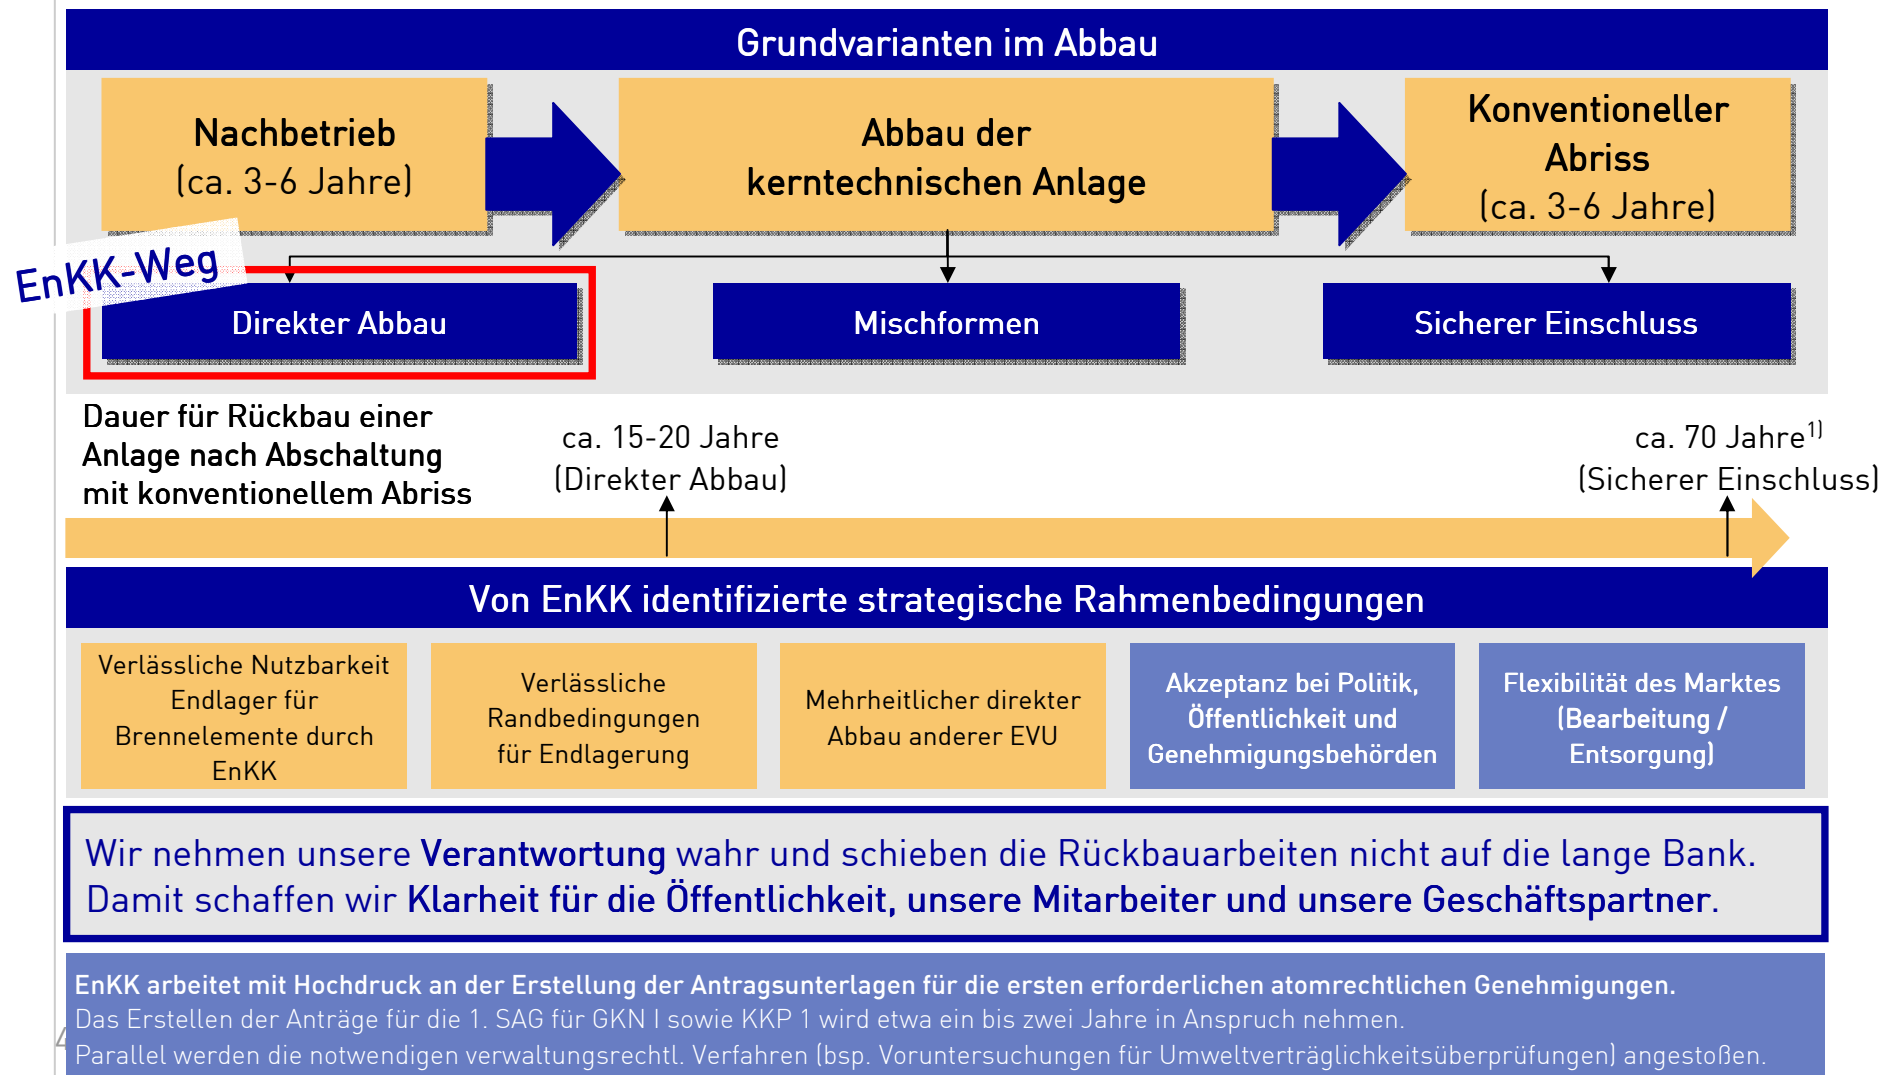 Grundvarianten im Abbau
Nachbetrieb
(ca. 3-6 Jahre)
Abbau der
kerntechnischen Anlage
Konventioneller
Abriss
(ca. 3-6 Jahre)
EnKK-Weg
Direkter Abbau
Mischformen
Sicherer Einschluss
Dauer für Rückbau einer
Anlage nach Abschaltung
mit konventionellem Abriss
ca. 15-20 Jahre
(Direkter Abbau)
ca. 70 Jahre¹⁾
(Sicherer Einschluss)
Von EnKK identifizierte strategische Rahmenbedingungen
Verlässliche Nutzbarkeit
Endlager für
Brennelemente durch
EnKK
Verlässliche
Randbedingungen
für Endlagerung
Mehrheitlicher direkter
Abbau anderer EVU
Akzeptanz bei Politik,
Öffentlichkeit und
Genehmigungsbehörden
Flexibilität des Marktes
(Bearbeitung /
Entsorgung)
Wir nehmen unsere Verantwortung wahr und schieben die Rückbauarbeiten nicht auf die lange Bank.
Damit schaffen wir Klarheit für die Öffentlichkeit, unsere Mitarbeiter und unsere Geschäftspartner.
EnKK arbeitet mit Hochdruck an der Erstellung der Antragsunterlagen für die ersten erforderlichen atomrechtlichen Genehmigungen.
Das Erstellen der Anträge für die 1. SAG für GKN I sowie KKP 1 wird etwa ein bis zwei Jahre in Anspruch nehmen.
Parallel werden die notwendigen verwaltungsrechtl. Verfahren (bsp. Voruntersuchungen für Umweltverträglichkeitsüberprüfungen) angestoßen.